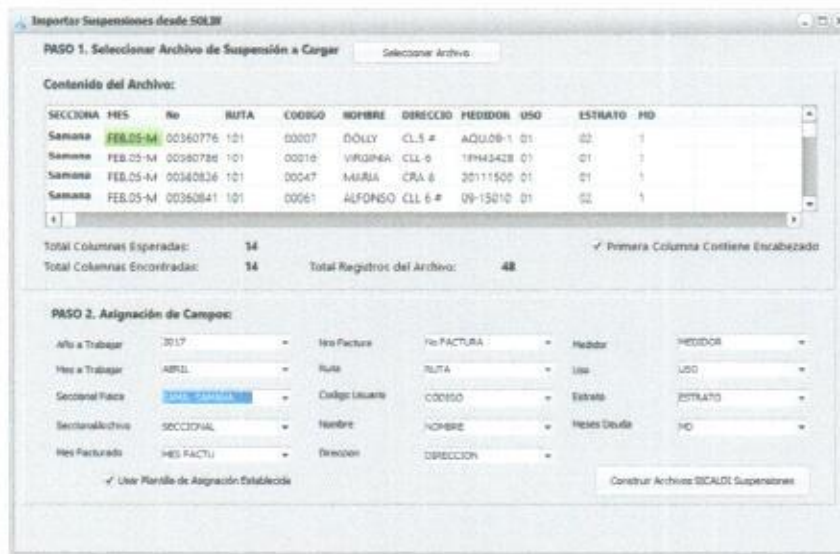 Importar Suspensiones desde SOLIN
PASO 1. Seleccionar Archivo de Suspensión a Cargar Seleccionar Archivo
Contenido del Archivo:
SECCIONA MES No RUTA CODIGO NOMBRE DIRECCIO MEDIDOR USO ESTRATO MD
Samana FEB.05-M 00360776 101 00007 DOLLY CL.5 # AQU.09-1 01 02 1
Samana FEB.05-M 00360786 101 00016 VIRGINIA CLL 6 01 01 1
Samana FEB.05-M 00360836 101 00047 MARIA CRA 6 20111500 01 01 1
Samana FEB.05-M 00360841 101 00061 ALFONSO CLL 6 # 09-15010 01 02 1
Total Columnas Esperadas: 14 ✓ Primera Columna Contiene Encabezado
Total Columnas Encontradas: 14 Total Registros del Archivo: 48
PASO 2. Asignación de Campos:
Año a Trabajar 2017 Nro Factura No FACTURA Medidor MEDIDOR
Mes a Trabajar ABRIL Ruta RUTA Uso USO
Seccional Fisica SAMANA Codigo Usuario CODIGO Estrato ESTRATO
SeccionalArchivo SECCIONAL Nombre NOMBRE Meses Deuda MD
Mes Facturado MES FACTU Direccion DIRECCION
✓ Usar Plantilla de Asignación Establecida Construir Archivos SICALDI Suspensiones